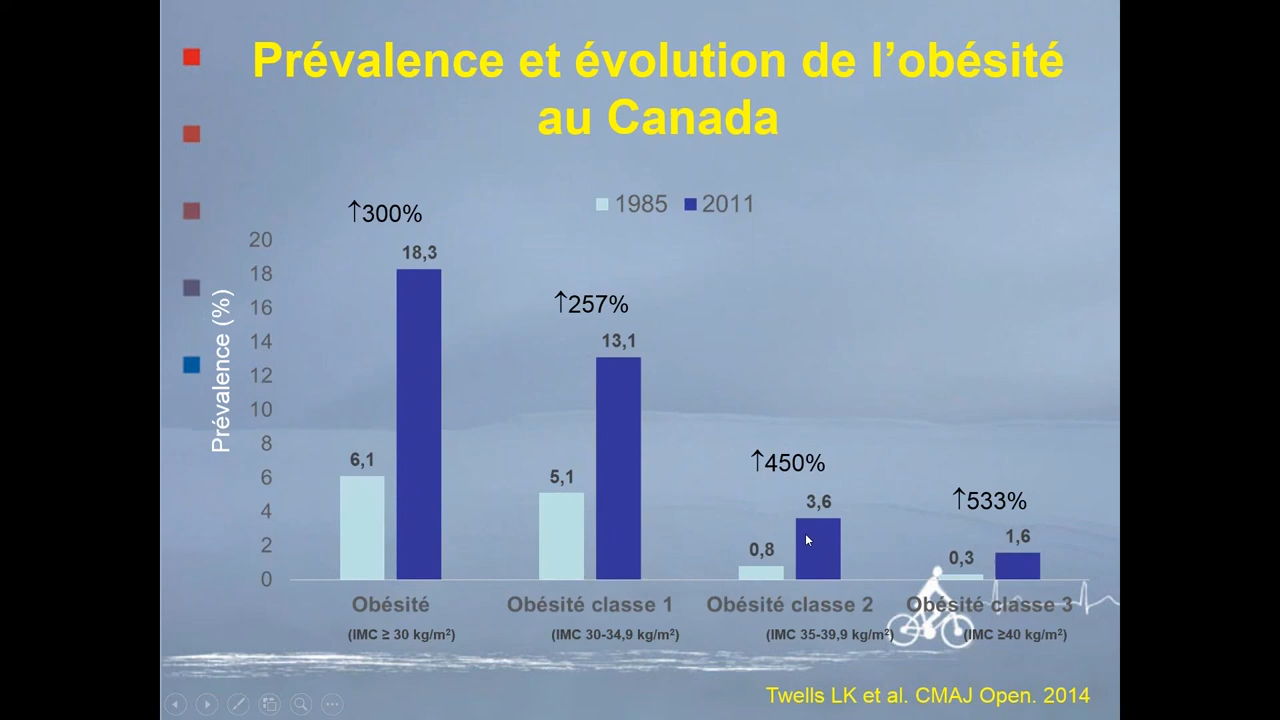 Prévalence et évolution de l’obésité
au Canada
1985 2011
↑300%
↑257%
↑450%
↑533%
Prévalence (%)
20
18
16
14
12
10
8
6
4
2
0
6,1
18,3
5,1
13,1
0,8
3,6
0,3
1,6
Obésité
(IMC ≥ 30 kg/m²)
Obésité classe 1
(IMC 30-34,9 kg/m²)
Obésité classe 2
(IMC 35-39,9 kg/m²)
Obésité classe 3
(IMC ≥40 kg/m²)
Twells LK et al. CMAJ Open. 2014